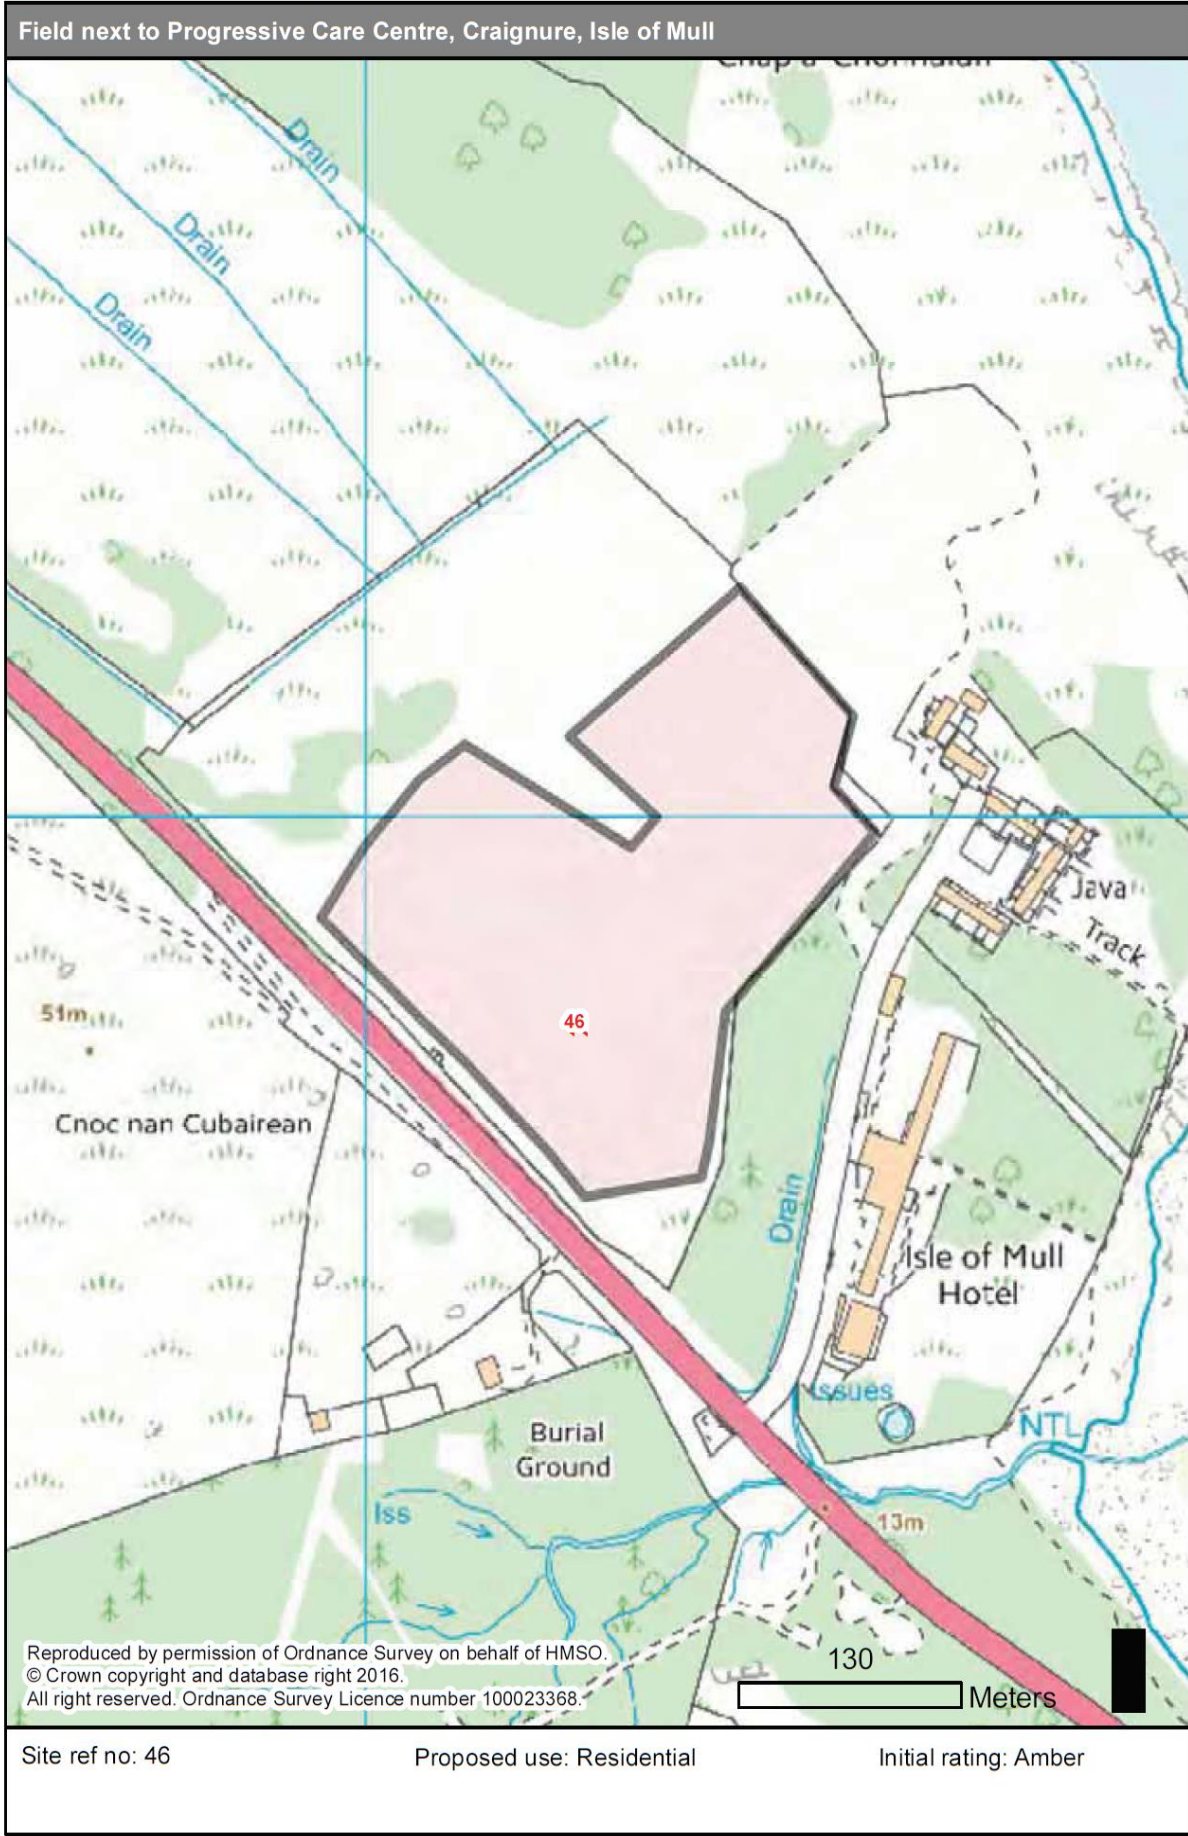 Field next to Progressive Care Centre, Craignure, Isle of Mull
Drain
Drain
Drain
Java
Track
46
51m
Cnoc nan Cubairean
Drain
Isle of Mull
Hotel
Issues
Burial
Ground
NTL
Iss
13m
Reproduced by permission of Ordnance Survey on behalf of HMSO.
© Crown copyright and database right 2016.
All right reserved. Ordnance Survey Licence number 100023368.
130
Meters
Site ref no: 46
Proposed use: Residential
Initial rating: Amber